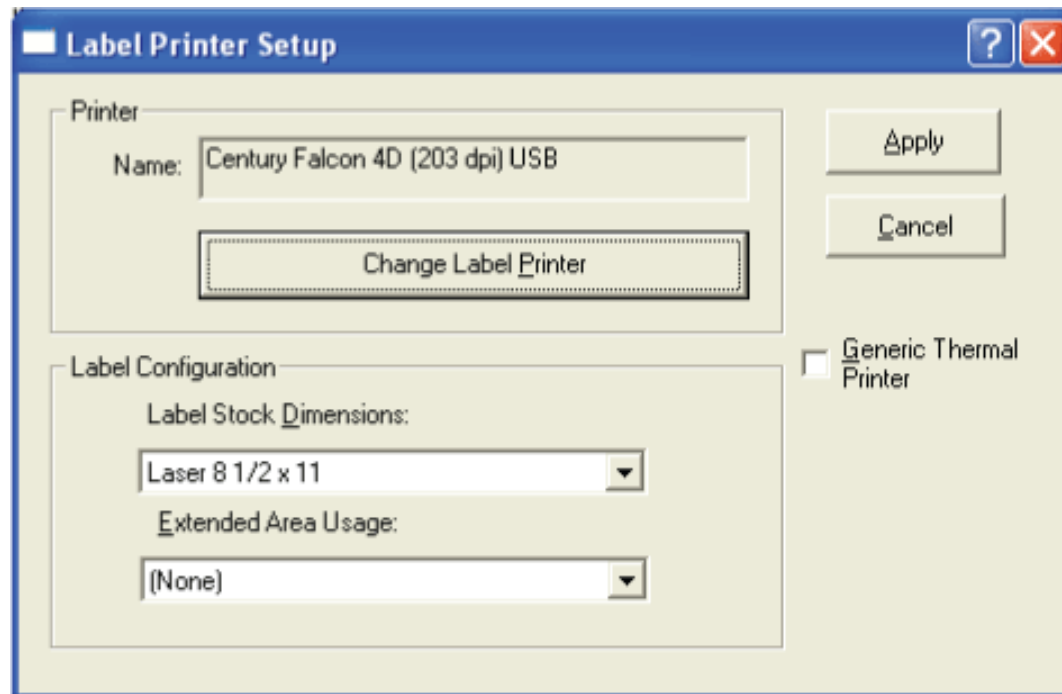 Label Printer Setup
Printer
Name: Century Falcon 4D (203 dpi) USB
Change Label Printer
Apply
Cancel
Generic Thermal
Printer
Label Configuration
Label Stock Dimensions:
Laser 8 1/2 x 11
Extended Area Usage:
(None)